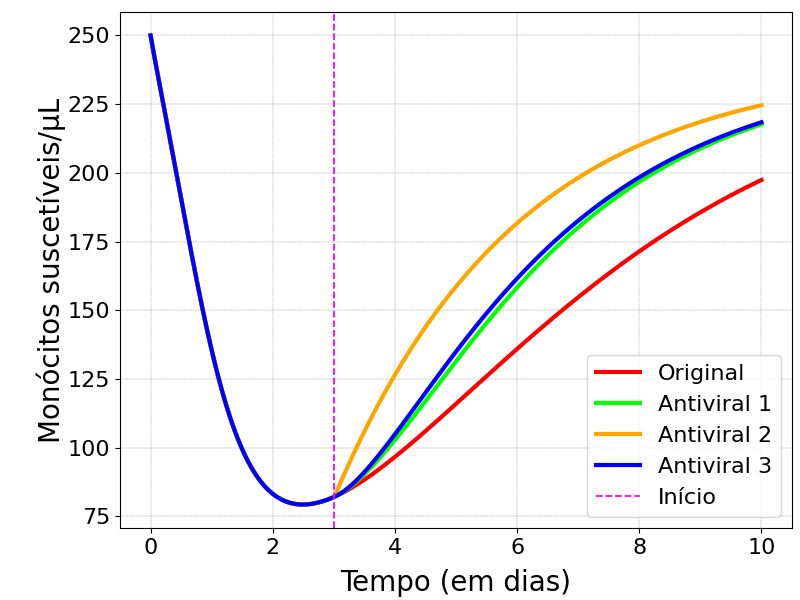 Monócitos suscetíveis/μL
250
225
200
175
150
125
100
75
0 2 4 6 8 10
Tempo (em dias)
Original
Antiviral 1
Antiviral 2
Antiviral 3
Início